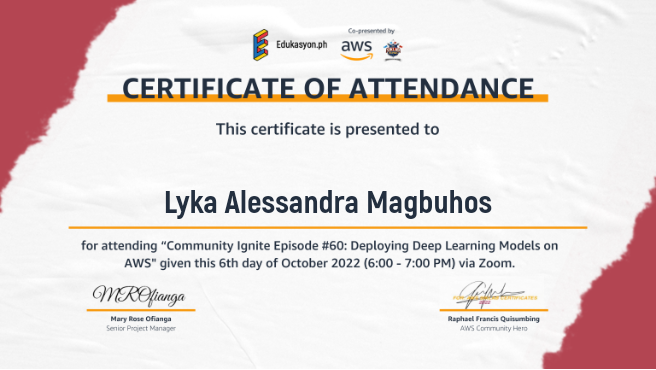 Co-presented by
Edukasyon.ph
aws
CERTIFICATE OF ATTENDANCE
This certificate is presented to
Lyka Alessandra Magbuhos
for attending “Community Ignite Episode #60: Deploying Deep Learning Models on
AWS" given this 6th day of October 2022 (6:00 - 7:00 PM) via Zoom.
MROfianga
Mary Rose Ofianga
Senior Project Manager
Raphael Francis Quisumbing
AWS Community Hero